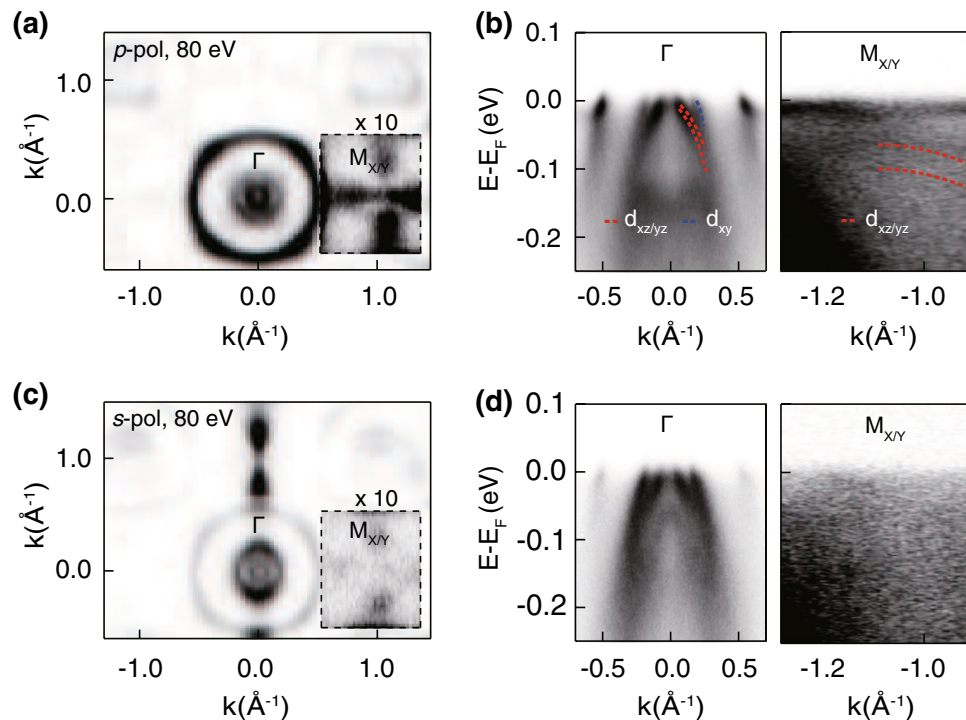 (a)
p-pol, 80 eV
x 10
Γ
M_X/Y
k(Å⁻¹)
1.0
0.0
-1.0 0.0 1.0
k(Å⁻¹)
(b)
Γ
M_X/Y
E-E_F (eV)
0.1
0.0
-0.1
-0.2
d_xz/yz
d_xy
d_xz/yz
-0.5 0.0 0.5
-1.2 -1.0
k(Å⁻¹)
k(Å⁻¹)
(c)
s-pol, 80 eV
x 10
Γ
M_X/Y
k(Å⁻¹)
1.0
0.0
-1.0 0.0 1.0
k(Å⁻¹)
(d)
Γ
M_X/Y
E-E_F (eV)
0.1
0.0
-0.1
-0.2
-0.5 0.0 0.5
-1.2 -1.0
k(Å⁻¹)
k(Å⁻¹)